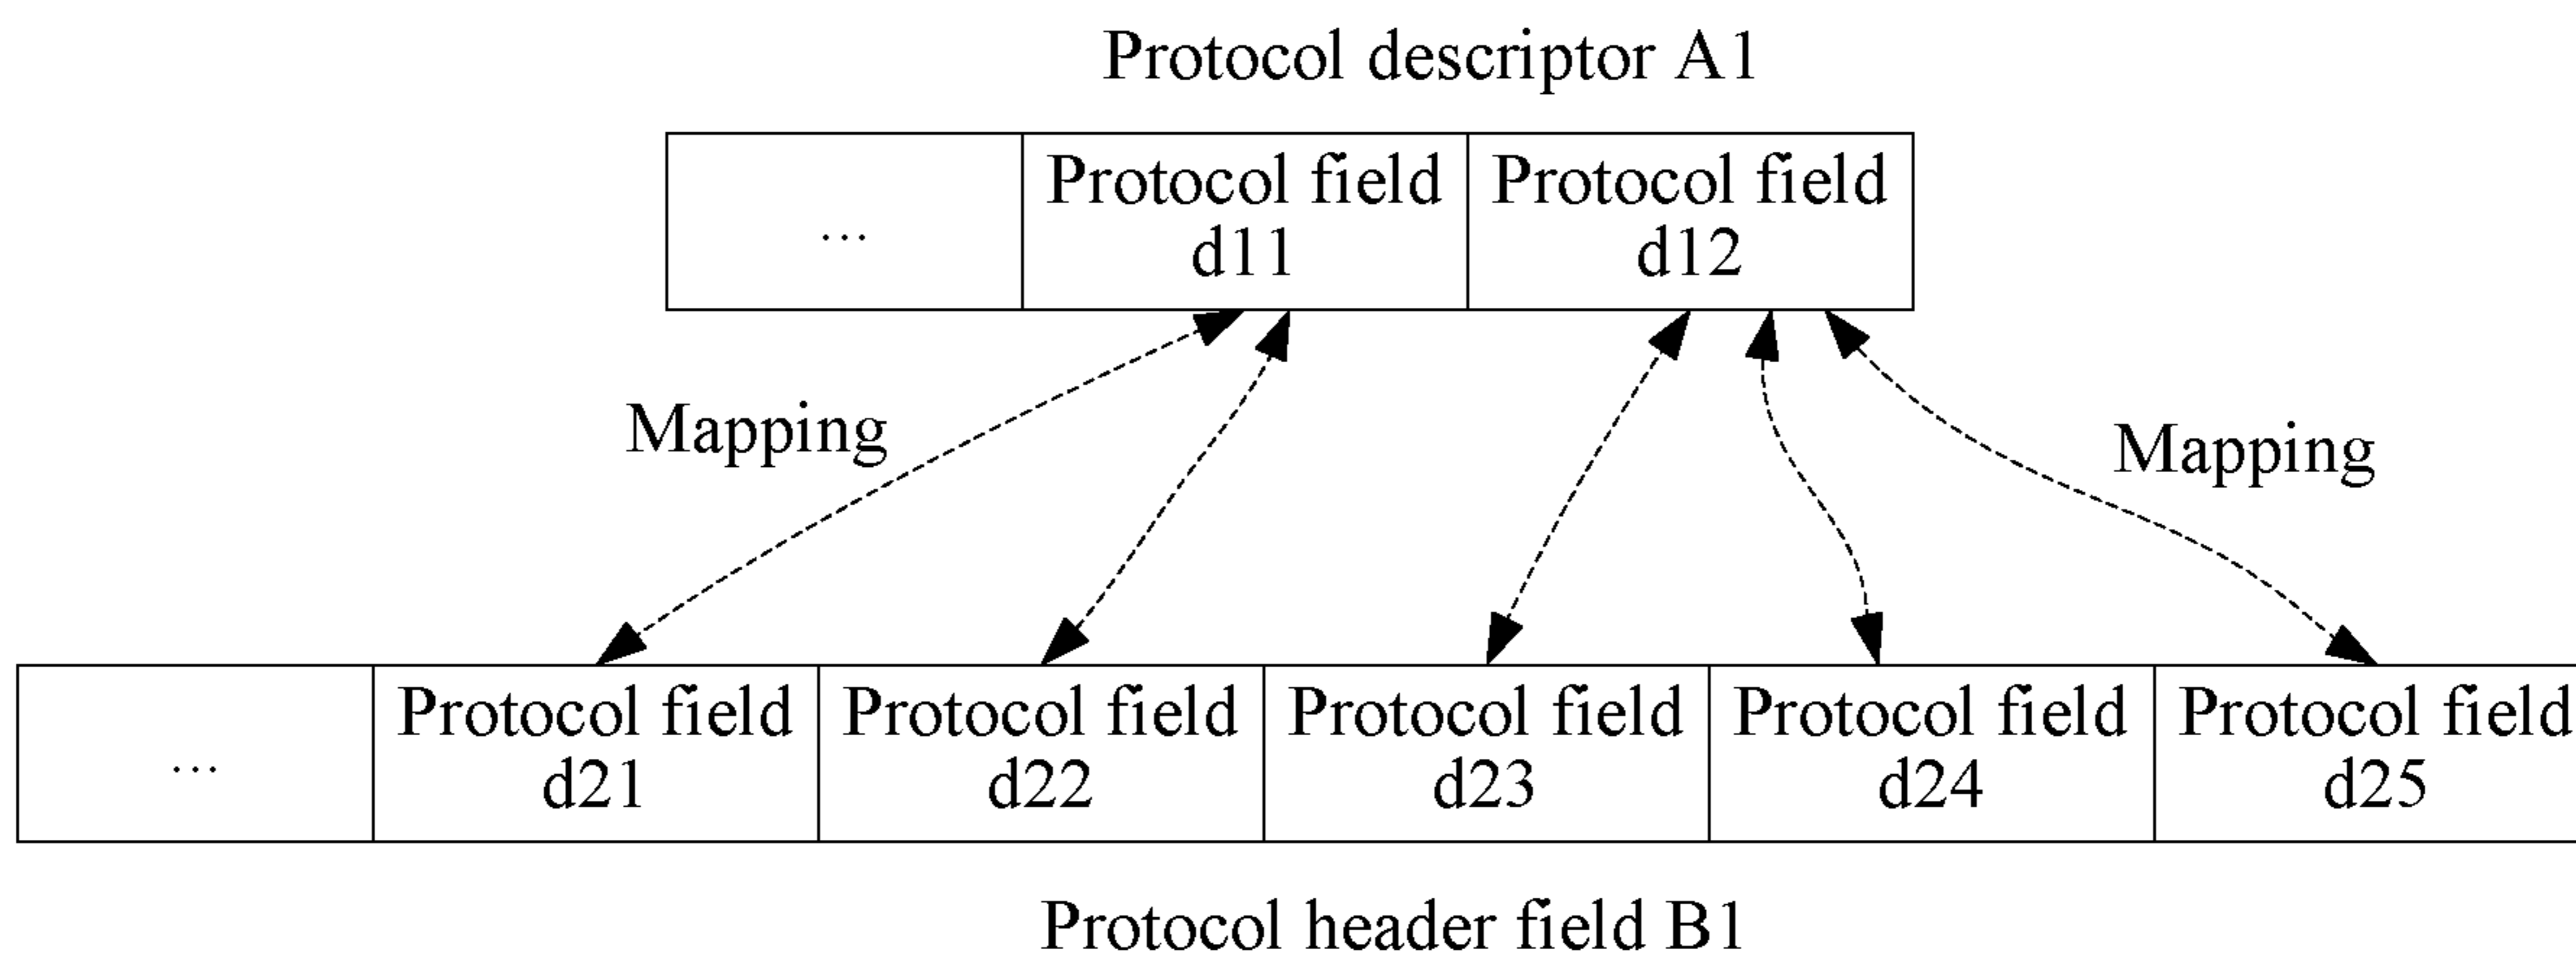 Protocol descriptor A1
...
Protocol field
d11
Protocol field
d12
Mapping
Mapping
...
Protocol field
d21
Protocol field
d22
Protocol field
d23
Protocol field
d24
Protocol field
d25
Protocol header field B1